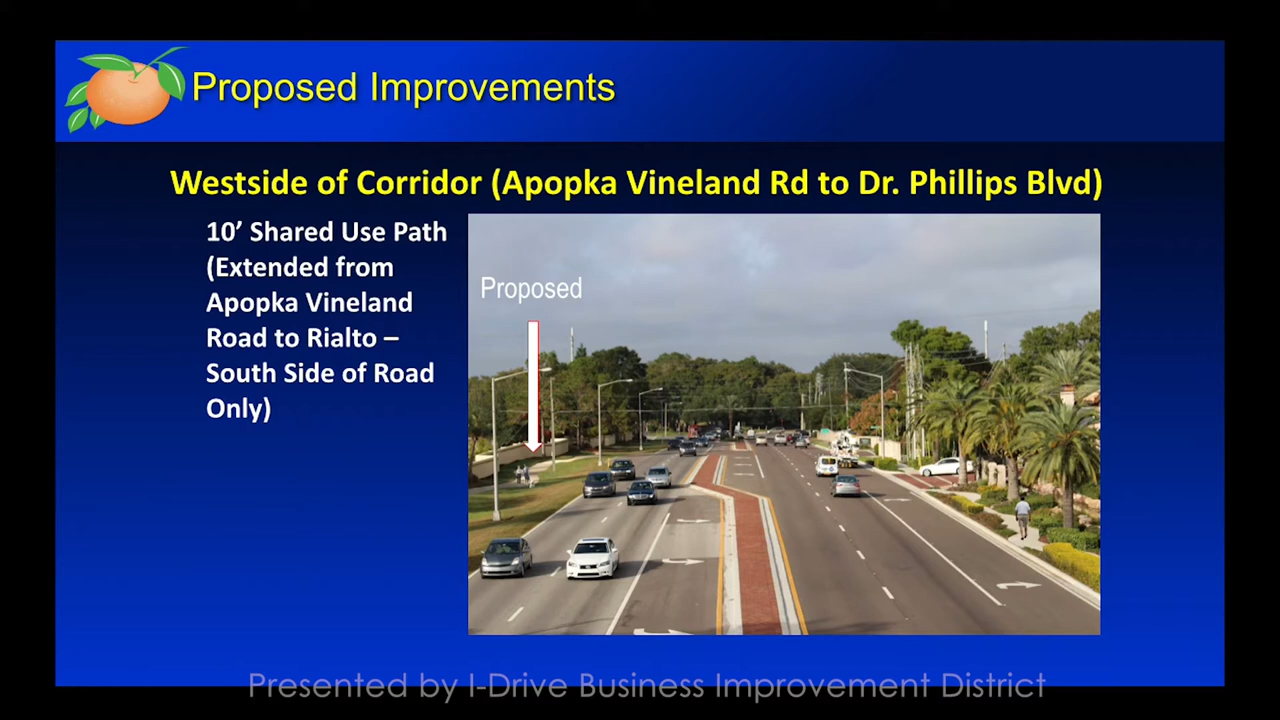 Proposed Improvements
Westside of Corridor (Apopka Vineland Rd to Dr. Phillips Blvd)
10’ Shared Use Path
(Extended from
Apopka Vineland
Road to Rialto –
South Side of Road
Only)
Proposed
Presented by I-Drive Business Improvement District